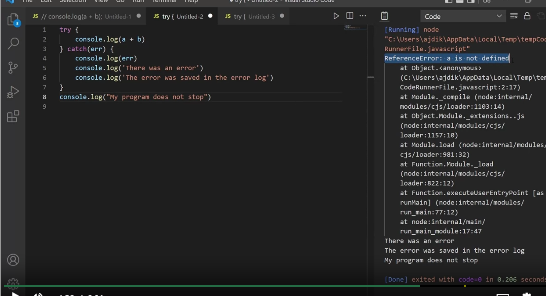 File Edit Selection View Go Run Terminal Help
try { • Untitled-2 - Visual Studio Code
JS // console.log(a + b); Untitled-1
JS try { Untitled-2
JS try { Untitled-3
1 try {
2 console.log(a + b)
3 } catch(err) {
4 console.log(err)
5 console.log('There was an error')
6 console.log('The error was saved in the error log')
7 }
8 console.log("My program does not stop")
9
Code
[Running] node
"C:\Users\ajdik\AppData\Local\Temp\tempCo
RunnerFile.javascript"
ReferenceError: a is not defined
at Object.<anonymous>
(C:\Users\ajdik\AppData\Local\Temp\tem
CodeRunnerFile.javascript:2:17)
at Module._compile (node:internal/
modules/cjs/loader:1103:14)
at Object.Module._extensions..js
(node:internal/modules/cjs/
loader:1157:10)
at Module.load (node:internal/modules/
cjs/loader:981:32)
at Function.Module._load
(node:internal/modules/cjs/
loader:822:12)
at Function.executeUserEntryPoint [as
runMain] (node:internal/modules/
run_main:77:12)
at node:internal/main/
run_main_module:17:47
There was an error
The error was saved in the error log
My program does not stop
[Done] exited with code=0 in 0.206 seconds